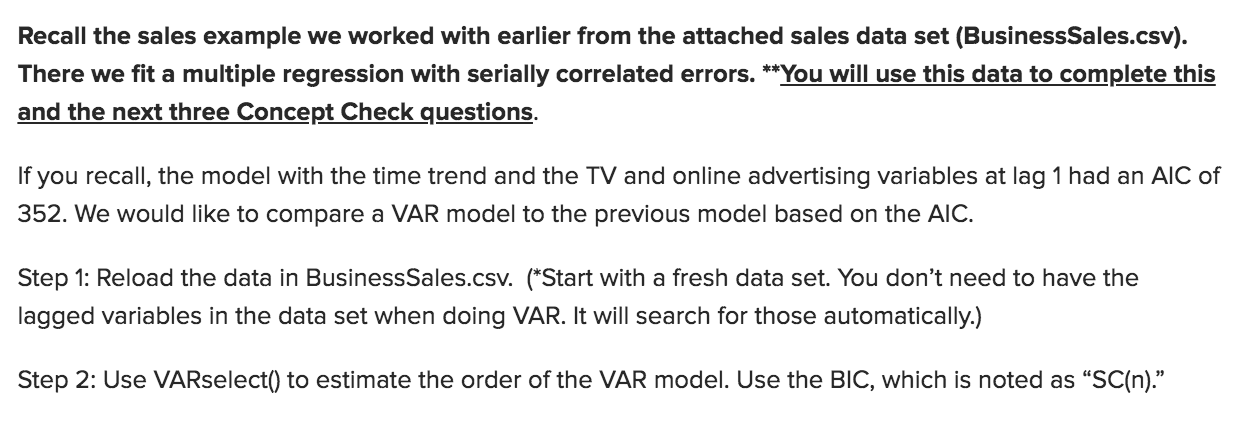 Recall the sales example we worked with earlier from the attached sales data set (BusinessSales.csv).
There we fit a multiple regression with serially correlated errors. **You will use this data to complete this
and the next three Concept Check questions.
If you recall, the model with the time trend and the TV and online advertising variables at lag 1 had an AIC of
352. We would like to compare a VAR model to the previous model based on the AIC.
Step 1: Reload the data in BusinessSales.csv.  (*Start with a fresh data set. You don’t need to have the
lagged variables in the data set when doing VAR. It will search for those automatically.)
Step 2: Use VARselect() to estimate the order of the VAR model. Use the BIC, which is noted as “SC(n).”